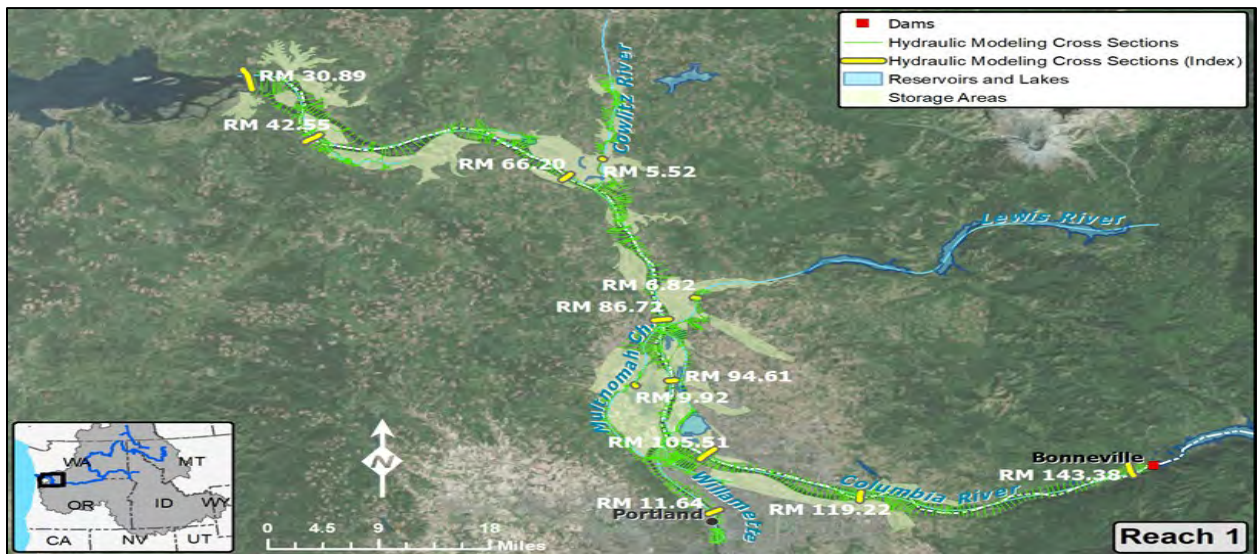 Dams
Hydraulic Modeling Cross Sections
Hydraulic Modeling Cross Sections (Index)
Reservoirs and Lakes
Storage Areas
RM 30.89
Cowlitz River
RM 42.55
RM 66.20
RM 5.52
Lewis River
RM 6.82
RM 86.72
Multnomah Ch.
RM 94.61
RM 9.92
RM 105.51
Bonneville
RM 143.38
Columbia River
Willamette
RM 11.64
RM 119.22
Portland
N
0 4.5 9 18
Miles
WA
MT
OR
ID
WY
CA
NV
UT
Reach 1